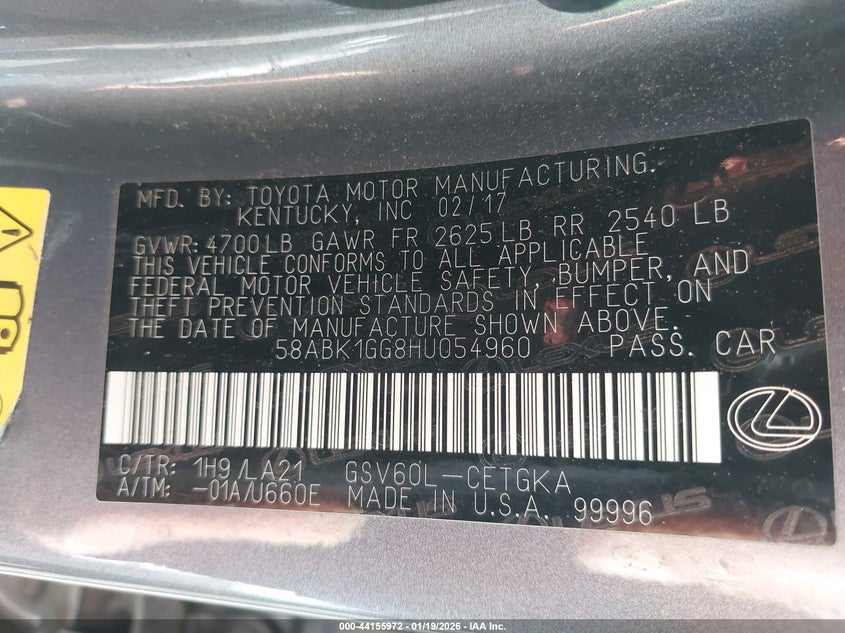 MFD. BY: TOYOTA MOTOR MANUFACTURING.
KENTUCKY, INC 02/17
GVWR: 4700LB GAWR FR 2625LB RR 2540 LB
THIS VEHICLE CONFORMS TO ALL APPLICABLE
FEDERAL MOTOR VEHICLE SAFETY, BUMPER, AND
THEFT PREVENTION STANDARDS IN EFFECT ON
THE DATE OF MANUFACTURE SHOWN ABOVE.
58ABK1GG8HU054960 PASS. CAR
C/TR: 1H9/LA21 GSV60L-CETGKA
A/TM: -01A/U660E MADE IN U.S.A. 99996
000-44155972 - 01/19/2026 - IAA Inc.